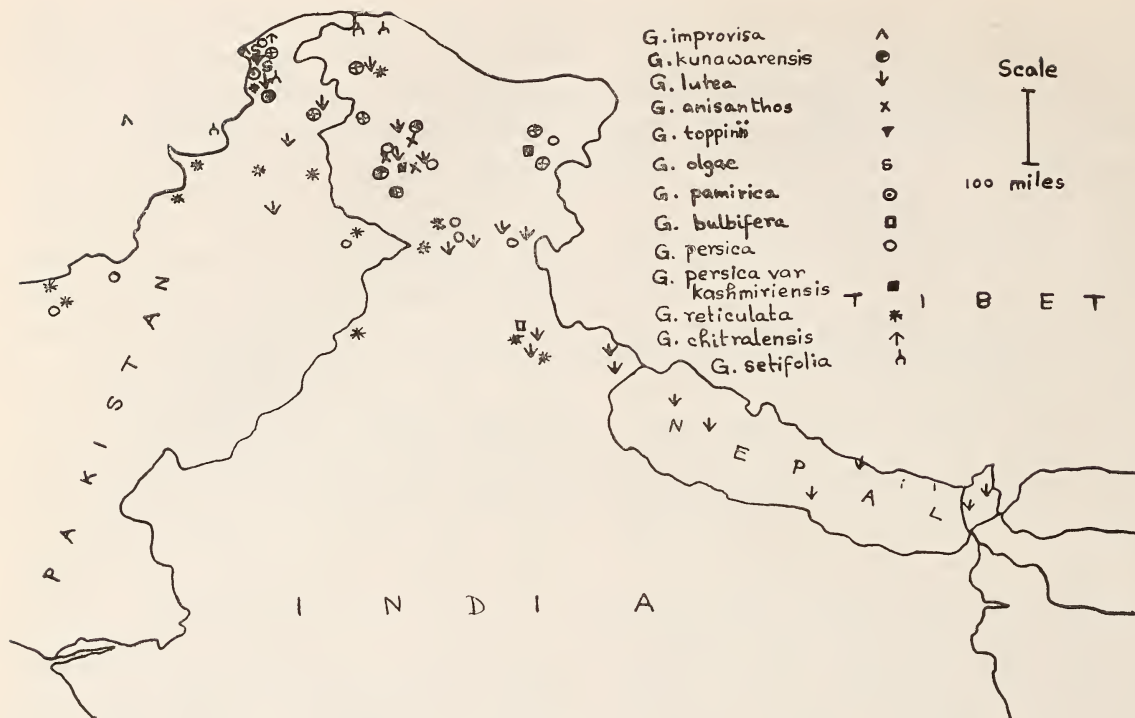 G. improvisa
G. kunawarensis
G. lutea
G. anisanthos
G. toppinii
G. olgae
G. pamirica
G. bulbifera
G. persica
G. persica var
kashmiriensis
G. reticulata
G. chitralensis
G. setifolia
Scale
100 miles
TIBET
PAKISTAN
NEPAL
INDIA